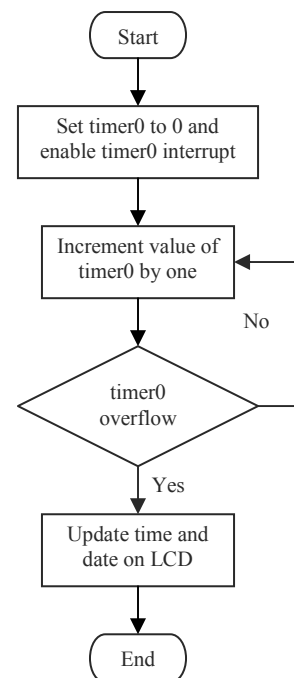 Start
Set timer0 to 0 and
enable timer0 interrupt
Increment value of
timer0 by one
No
timer0
overflow
Yes
Update time and
date on LCD
End